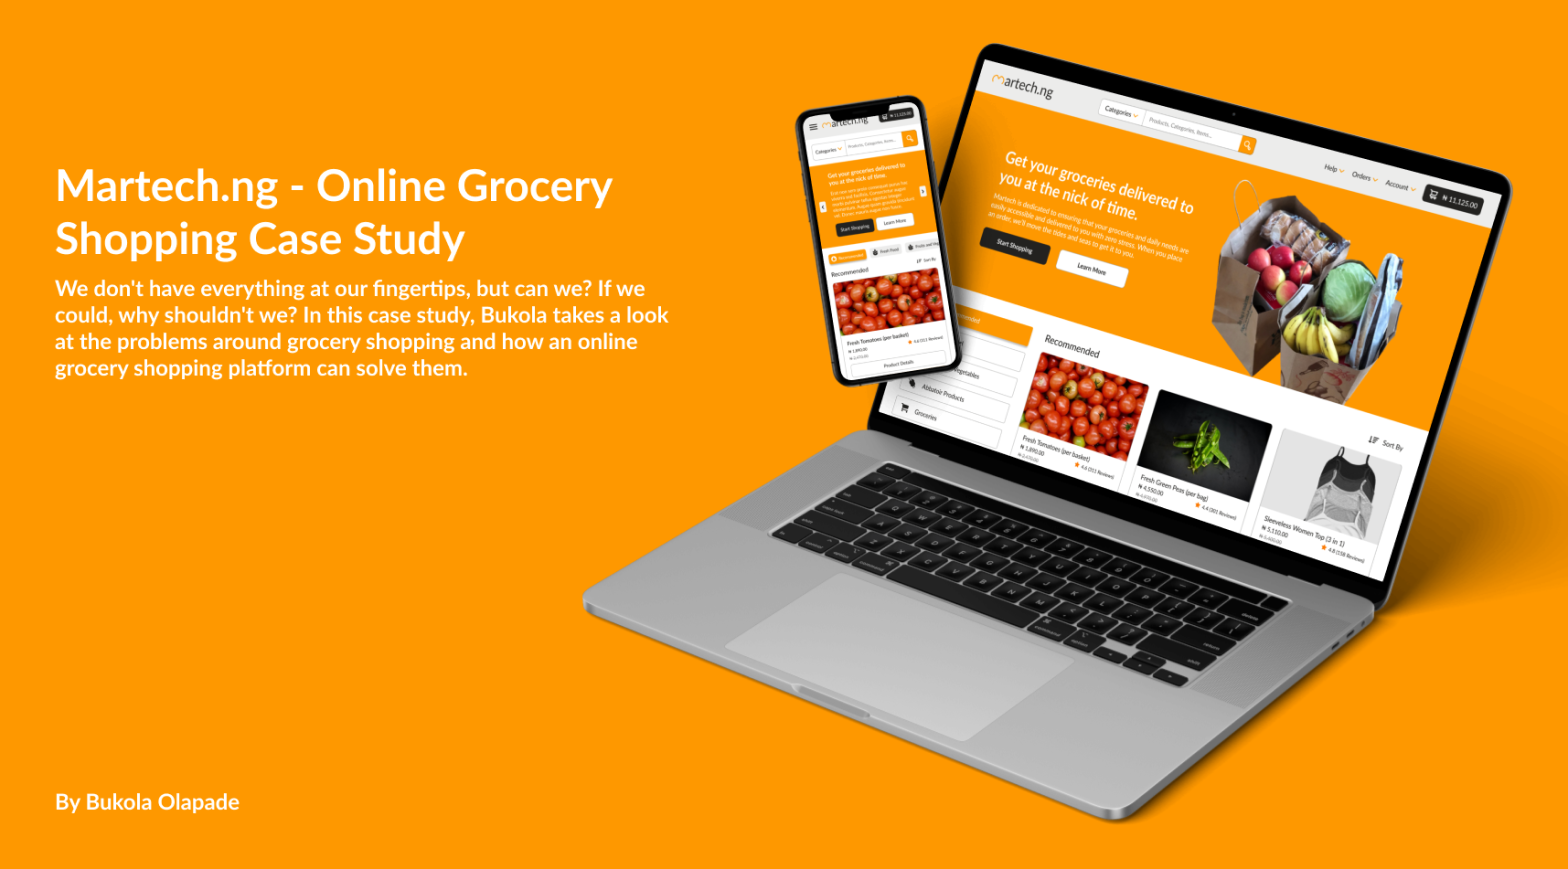 Martech.ng - Online Grocery
Shopping Case Study
We don't have everything at our fingertips, but can we? If we
could, why shouldn't we? In this case study, Bukola takes a look
at the problems around grocery shopping and how an online
grocery shopping platform can solve them.
By Bukola Olapade
martech.ng
₦ 11,125.00
Categories
Products, Categories, Items...
Get your groceries delivered to
you at the nick of time.
Start Shopping
Learn More
Recommended
Fresh Food
Sort By
Recommended
Fresh Tomatoes (per basket)
₦ 1,890.00
4.6 (311 Reviews)
Product Details
martech.ng
Categories
Products, Categories, Items...
Help
Orders
Account
₦ 11,125.00
Get your groceries delivered to
you at the nick of time.
Martech is dedicated to ensuring that your groceries and daily needs are
easily accessible and delivered to you with zero stress. When you place
an order, we'll move the tides and seas to get it to you.
Start Shopping
Learn More
Abbatoir Products
Groceries
Recommended
Sort By
Fresh Tomatoes (per basket)
₦ 1,890.00
4.6 (311 Reviews)
Fresh Green Peas (per bag)
₦ 4,550.00
4.4 (301 Reviews)
Sleeveless Women Top (3 in 1)
₦ 5,110.00
4.8 (158 Reviews)